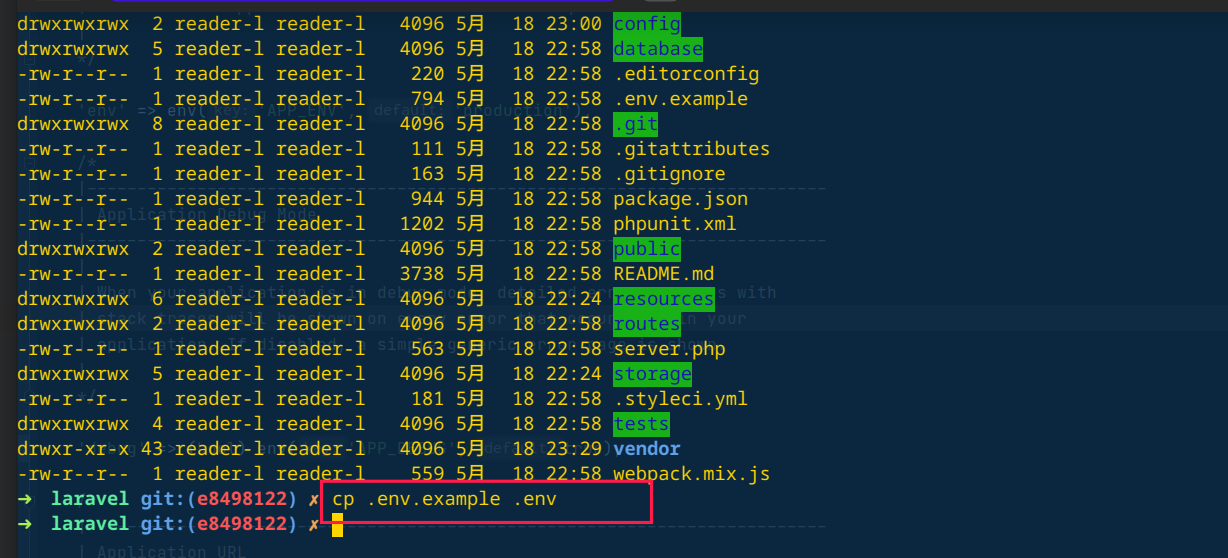 drwxrwxrwx 2 reader-l reader-l 4096 5月 18 23:00 config
drwxrwxrwx 5 reader-l reader-l 4096 5月 18 22:58 database
-rw-r--r-- 1 reader-l reader-l 220 5月 18 22:58 .editorconfig
-rw-r--r-- 1 reader-l reader-l 794 5月 18 22:58 .env.example
drwxrwxrwx 8 reader-l reader-l 4096 5月 18 22:58 .git
-rw-r--r-- 1 reader-l reader-l 111 5月 18 22:58 .gitattributes
-rw-r--r-- 1 reader-l reader-l 163 5月 18 22:58 .gitignore
-rw-r--r-- 1 reader-l reader-l 944 5月 18 22:58 package.json
-rw-r--r-- 1 reader-l reader-l 1202 5月 18 22:58 phpunit.xml
drwxrwxrwx 2 reader-l reader-l 4096 5月 18 22:58 public
-rw-r--r-- 1 reader-l reader-l 3738 5月 18 22:58 README.md
drwxrwxrwx 6 reader-l reader-l 4096 5月 18 22:24 resources
drwxrwxrwx 2 reader-l reader-l 4096 5月 18 22:58 routes
-rw-r--r-- 1 reader-l reader-l 563 5月 18 22:58 server.php
drwxrwxrwx 5 reader-l reader-l 4096 5月 18 22:24 storage
-rw-r--r-- 1 reader-l reader-l 181 5月 18 22:58 .styleci.yml
drwxrwxrwx 4 reader-l reader-l 4096 5月 18 22:58 tests
drwxr-xr-x 43 reader-l reader-l 4096 5月 18 23:29 vendor
-rw-r--r-- 1 reader-l reader-l 559 5月 18 22:58 webpack.mix.js
➜ laravel git:(e8498122) ✗ cp .env.example .env
➜ laravel git:(e8498122) ✗
| Application URL